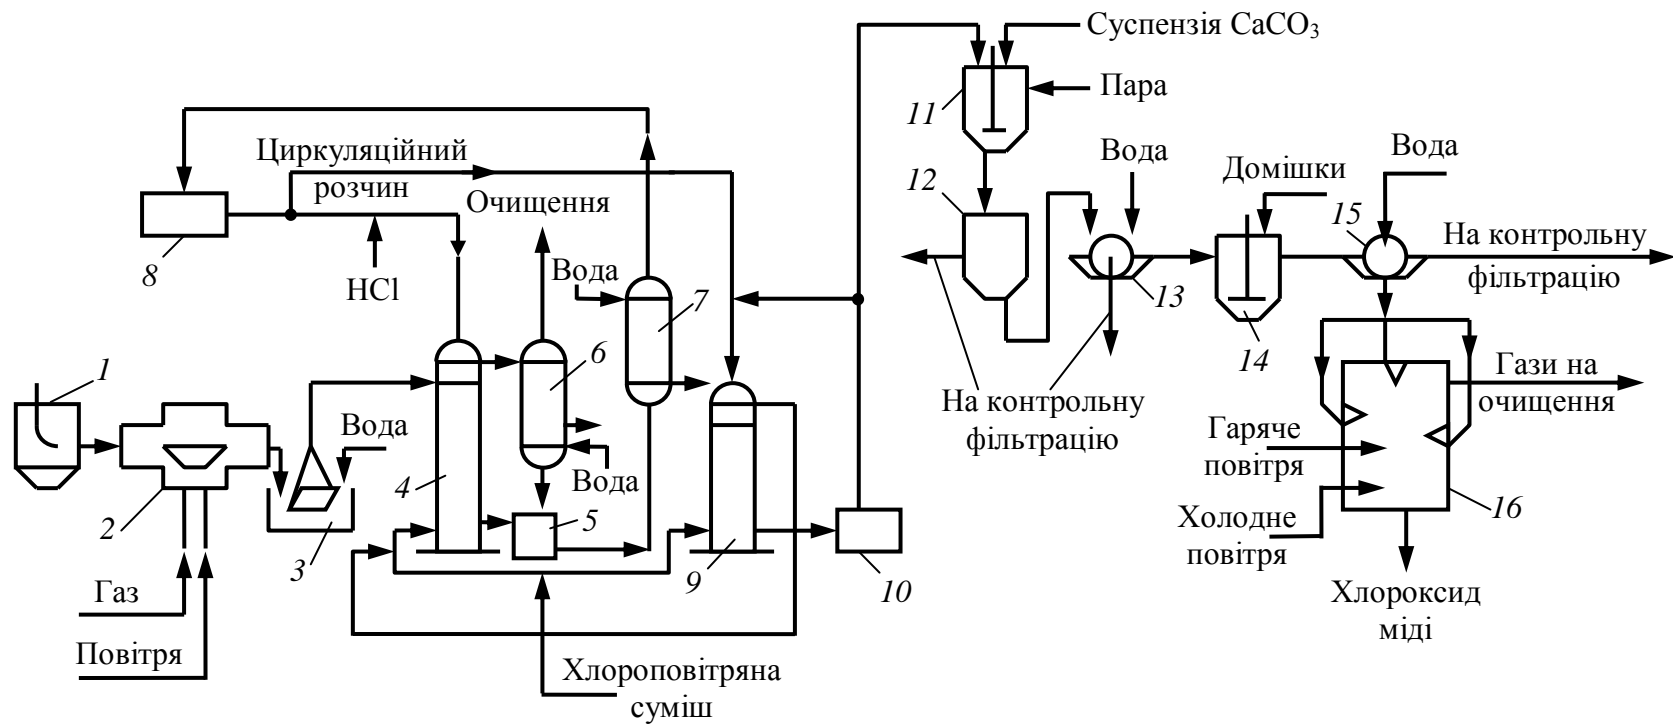 Суспензія CaCO3
Пара
11
Циркуляційний
розчин
Очищення
Вода
12
Домішки
Вода
15
На контрольну
фільтрацію
8
HCl
Вода
7
13
14
6
Гази на
очищення
1
Вода
На контрольну
фільтрацію
Гаряче
повітря
4
Вода
2
3
5
Холодне
повітря
16
9
10
Газ
Хлороксид
міді
Повітря
Хлороповітряна
суміш